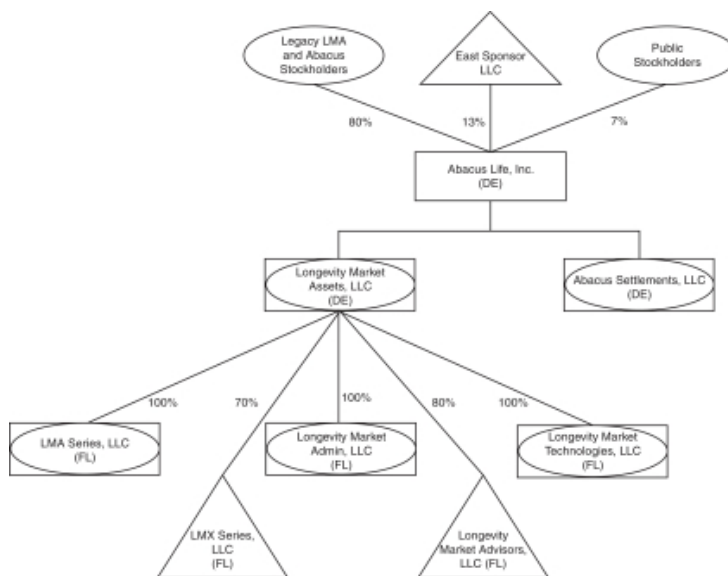 Legacy LMA
and Abacus
Stockholders
East Sponsor
LLC
Public
Stockholders
80%
13%
7%
Abacus Life, Inc.
(DE)
Longevity Market
Assets, LLC
(DE)
Abacus Settlements, LLC
(DE)
100%
70%
100%
80%
100%
LMA Series, LLC
(FL)
Longevity Market
Admin, LLC
(FL)
Longevity Market
Technologies, LLC
(FL)
LMX Series,
LLC
(FL)
Longevity
Market Advisors,
LLC (FL)